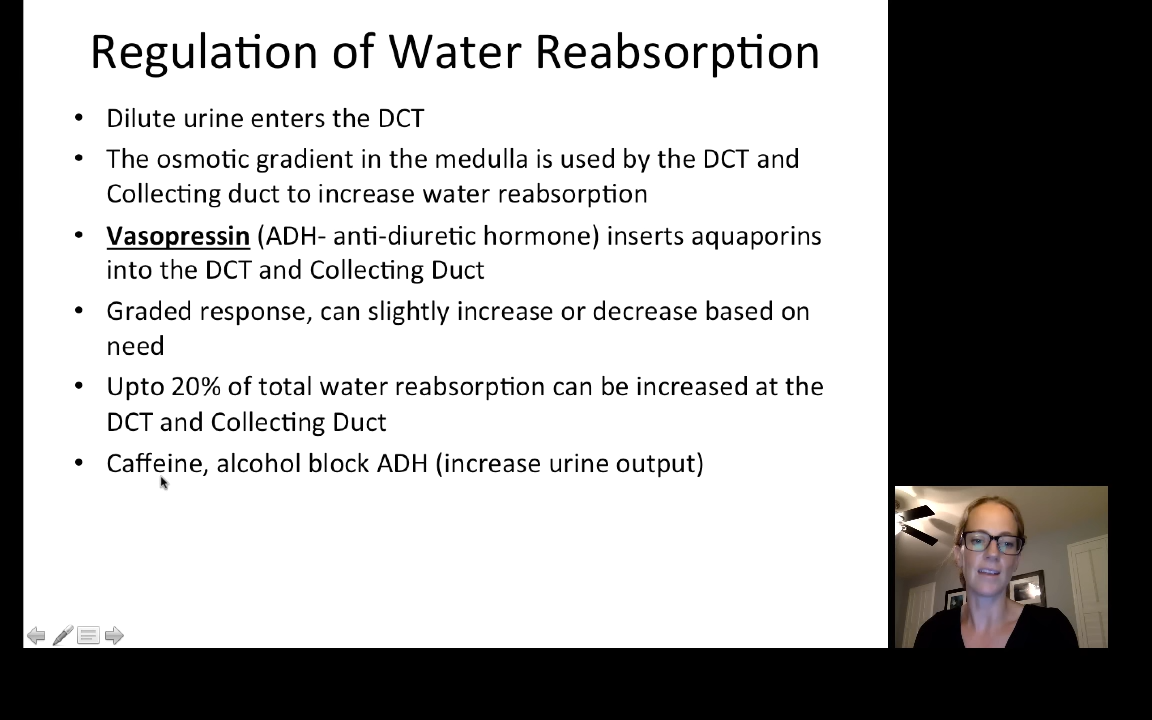 Regulation of Water Reabsorption
• Dilute urine enters the DCT
• The osmotic gradient in the medulla is used by the DCT and
Collecting duct to increase water reabsorption
• Vasopressin (ADH- anti-diuretic hormone) inserts aquaporins
into the DCT and Collecting Duct
• Graded response, can slightly increase or decrease based on
need
• Upto 20% of total water reabsorption can be increased at the
DCT and Collecting Duct
• Caffeine, alcohol block ADH (increase urine output)